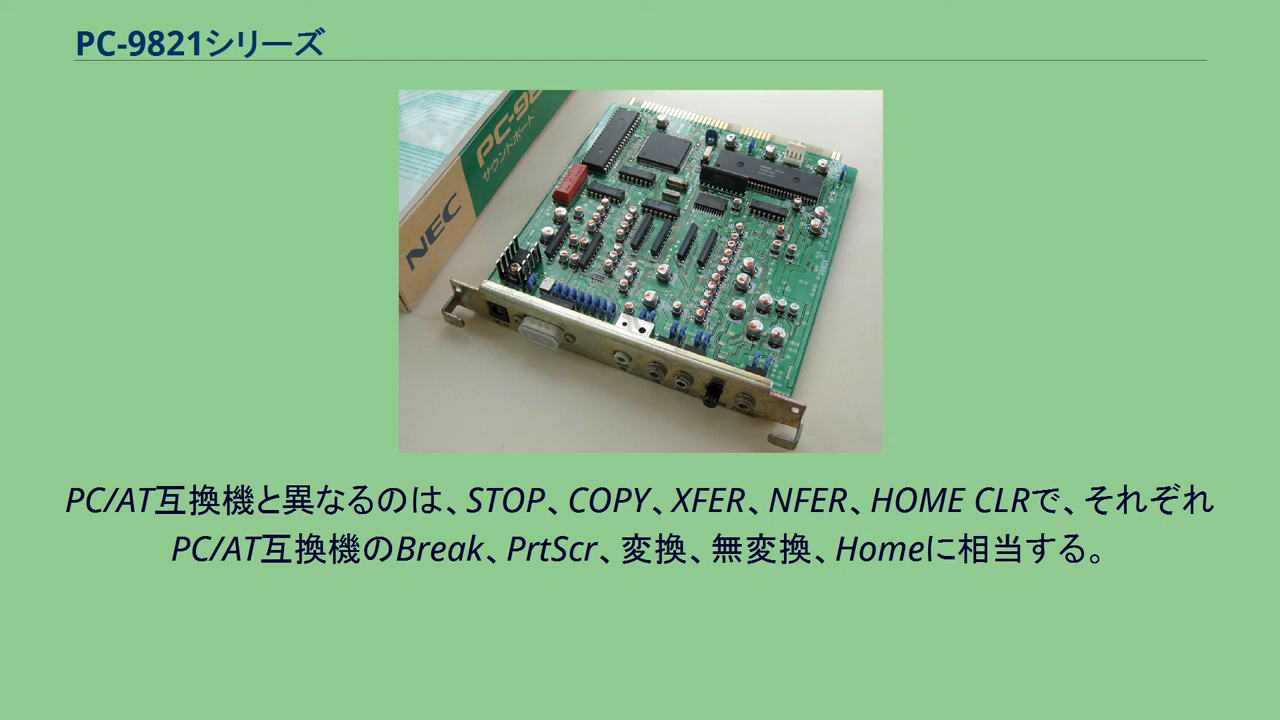 PC-9821シリーズ
PC-98
サウンドボード
NEC
PC/AT互換機と異なるのは、STOP、COPY、XFER、NFER、HOME CLRで、それぞれ
PC/AT互換機のBreak、PrtScr、変換、無変換、Homeに相当する。